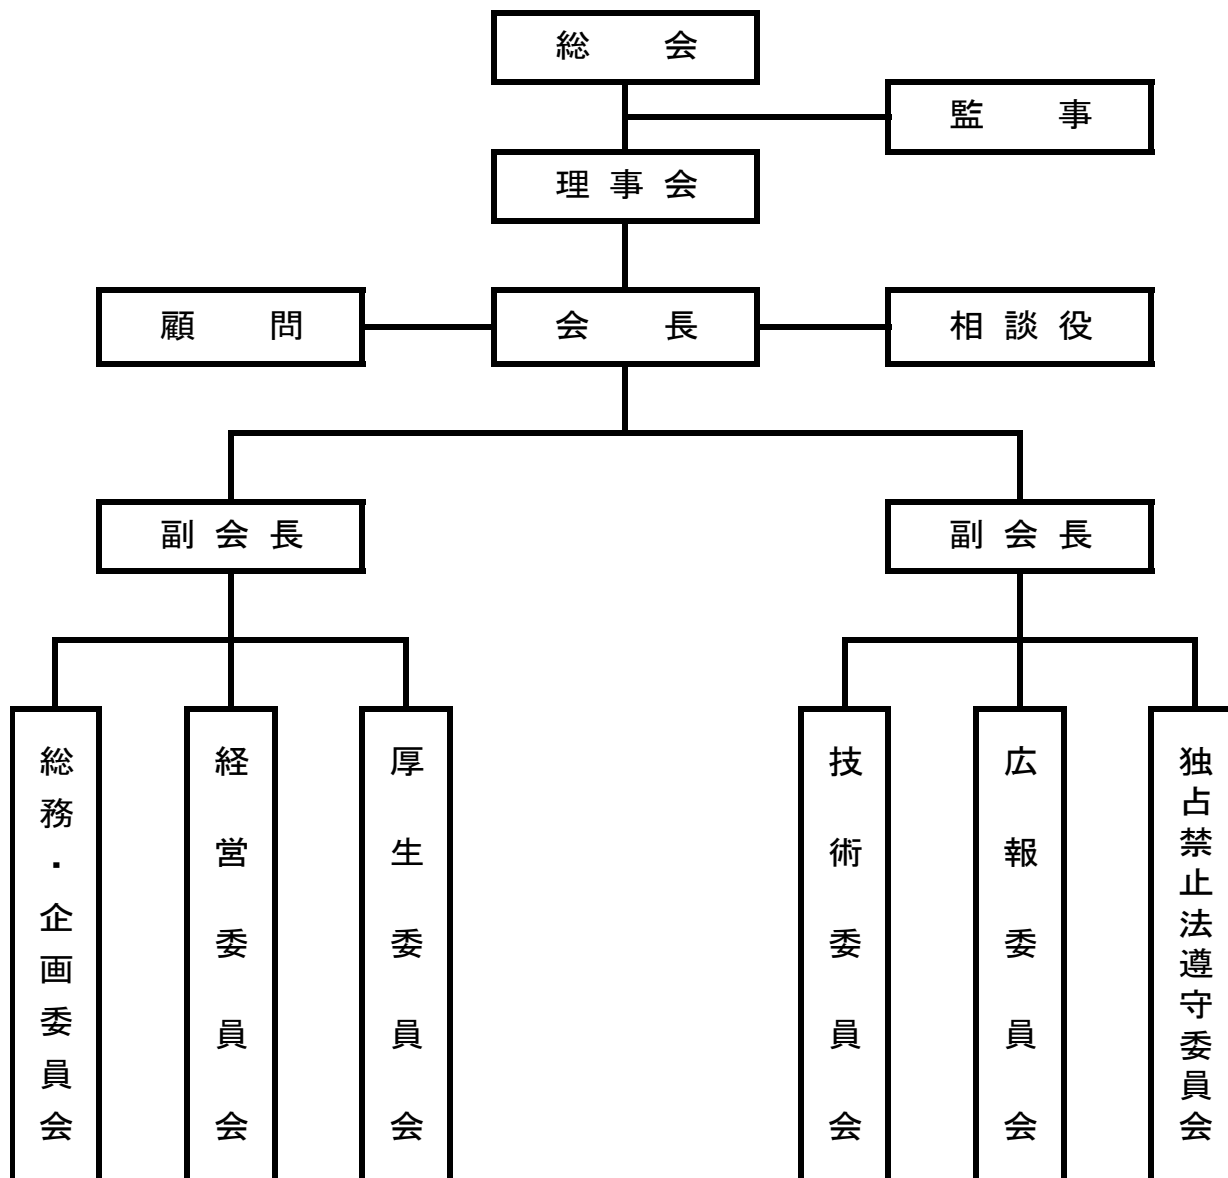 総会
監事
理事会
顧問
会長
相談役
副会長
副会長
総務・企画委員会
経営委員会
厚生委員会
技術委員会
広報委員会
独占禁止法遵守委員会